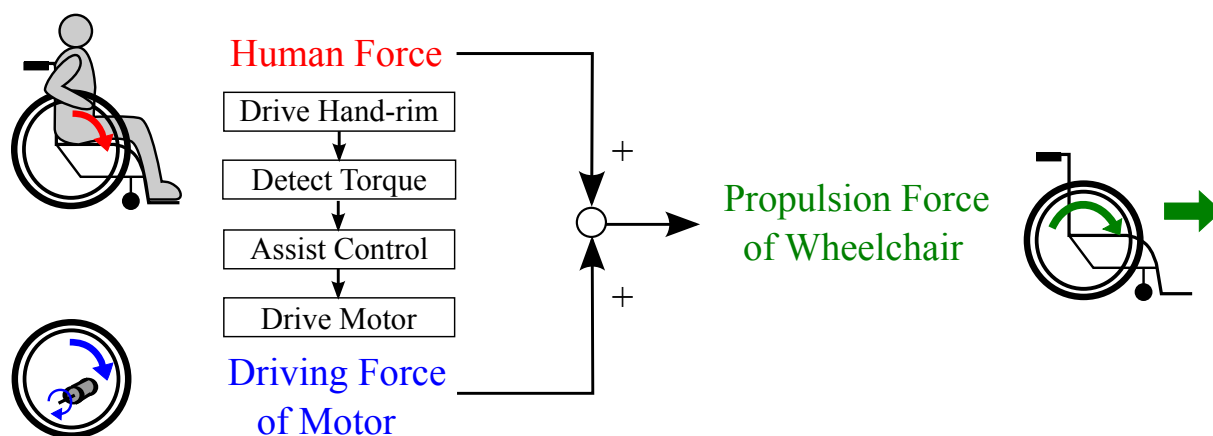 Human Force
Drive Hand-rim
Detect Torque
Assist Control
Drive Motor
Driving Force
of Motor
+
+
Propulsion Force
of Wheelchair